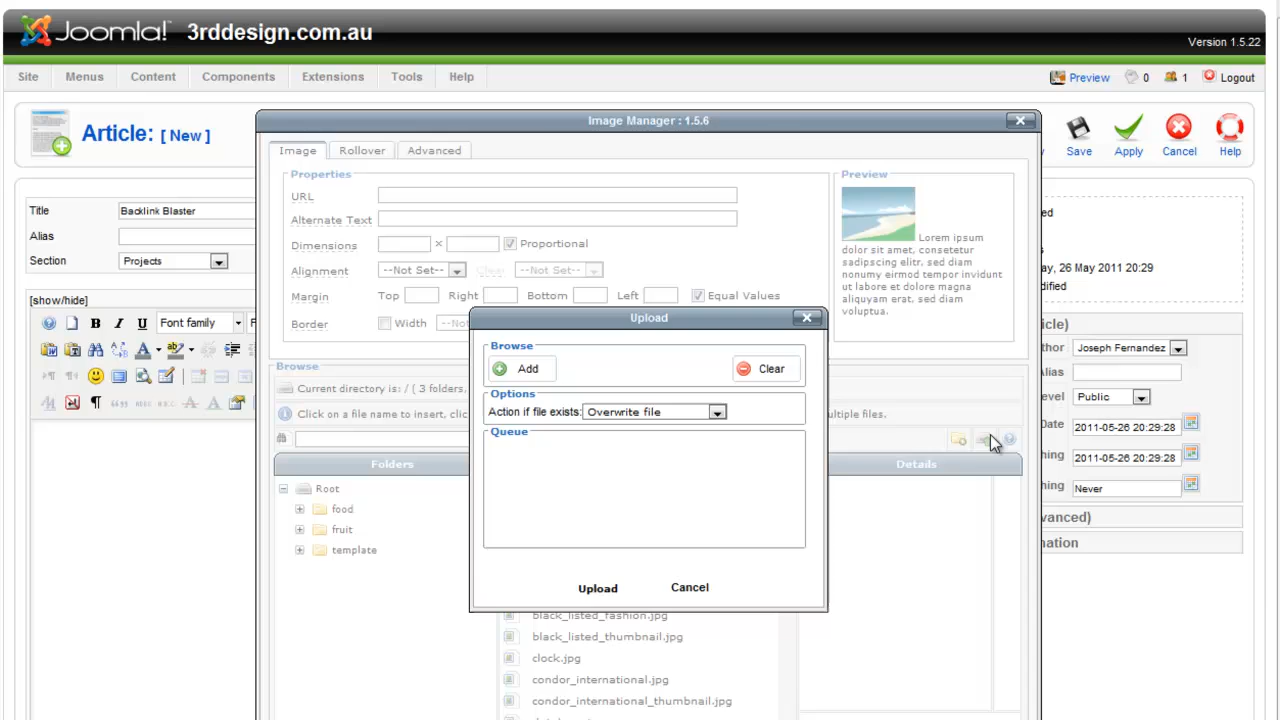 Joomla! 3rddesign.com.au
Version 1.5.22
Site Menus Content Components Extensions Tools Help
Preview 0 1 Logout
Article: [ New ]
Save Apply Cancel Help
Image Manager : 1.5.6
Image Rollover Advanced
Properties
URL
Alternate Text
Dimensions × Proportional
Alignment --Not Set-- Clear --Not Set--
Margin Top Right Bottom Left Equal Values
Border Width --No
Preview
Lorem ipsum
dolor sit amet, consetetur
sadipscing elitr, sed diam
nonumy eirmod tempor invidunt
ut labore et dolore magna
aliquyam erat, sed diam
voluptua.
Title Backlink Blaster
Alias
Section Projects
[show/hide]
B I U Font family F
Browse
Current directory is: / ( 3 folders,
Click on a file name to insert, clic
ultiple files.
Folders
Details
Root
food
fruit
template
Upload
Browse
Add Clear
Options
Action if file exists: Overwrite file
Queue
Upload Cancel
black_listed_fashion.jpg
black_listed_thumbnail.jpg
clock.jpg
condor_international.jpg
condor_international_thumbnail.jpg
ed
ay, 26 May 2011 20:29
dified
cle)
thor Joseph Fernandez
Alias
evel Public
Date 2011-05-26 20:29:28
hing 2011-05-26 20:29:28
hing Never
vanced)
nation